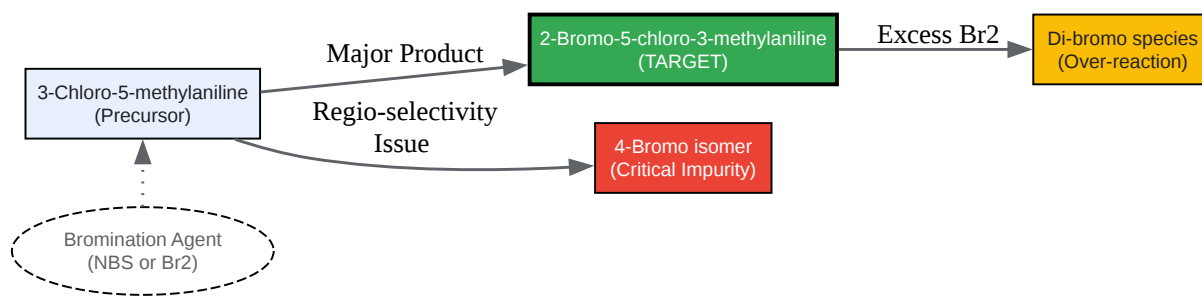 2-Bromo-5-chloro-3-methylaniline
(TARGET)
Excess Br2
Di-bromo species
(Over-reaction)
Major Product
3-Chloro-5-methylaniline
(Precursor)
Regio-selectivity
Issue
4-Bromo isomer
(Critical Impurity)
Bromination Agent
(NBS or Br2)